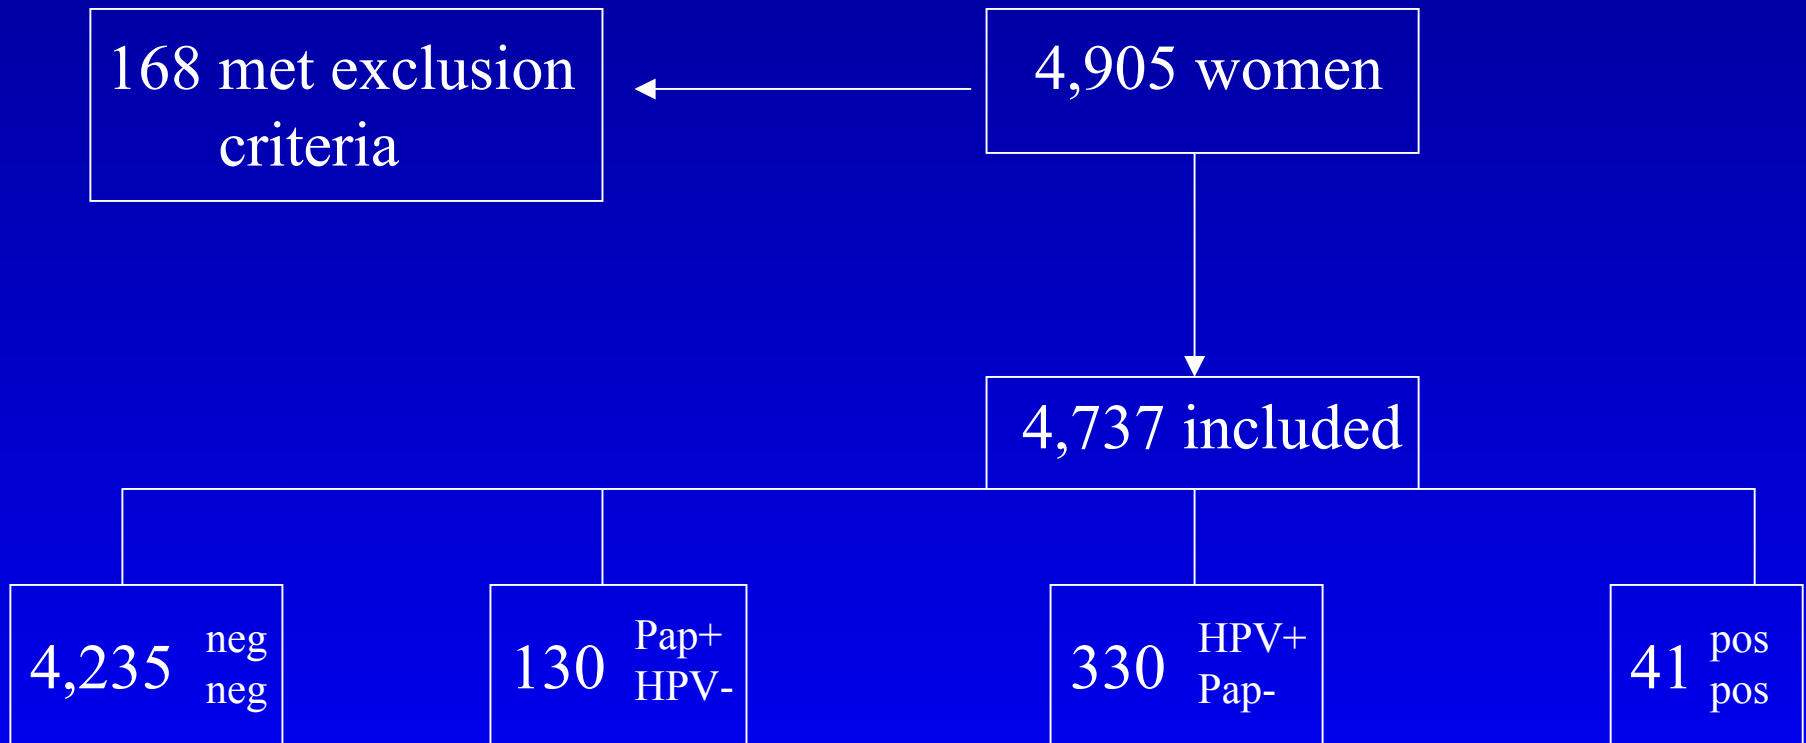 168 met exclusion
criteria
4,905 women
4,737 included
4,235
neg
neg
130
Pap+
HPV-
330
HPV+
Pap-
41
pos
pos